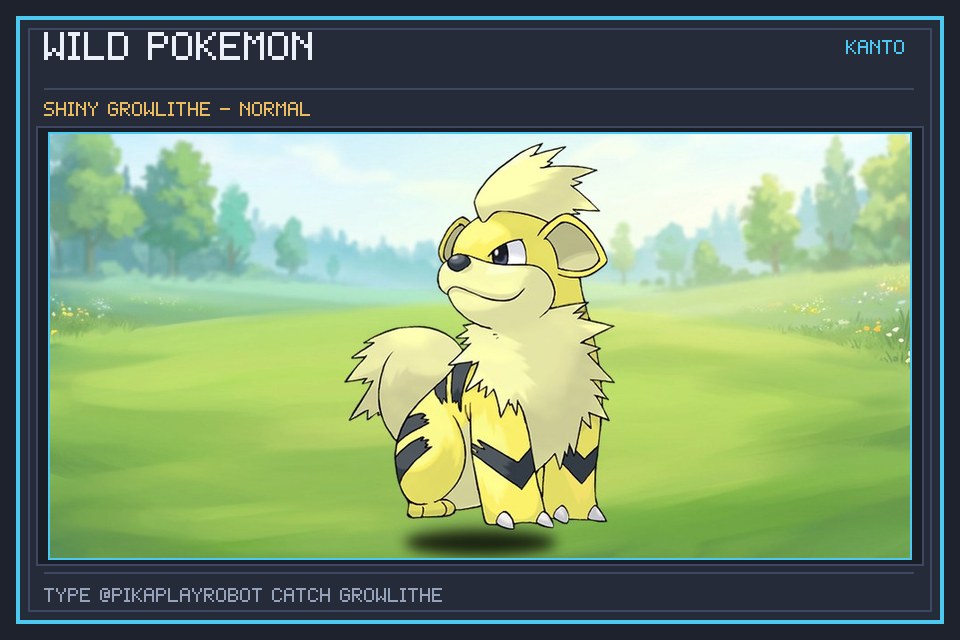 WILD POKEMON
KANTO
SHINY GROWLITHE - NORMAL
TYPE @PIKAPLAYROBOT CATCH GROWLITHE